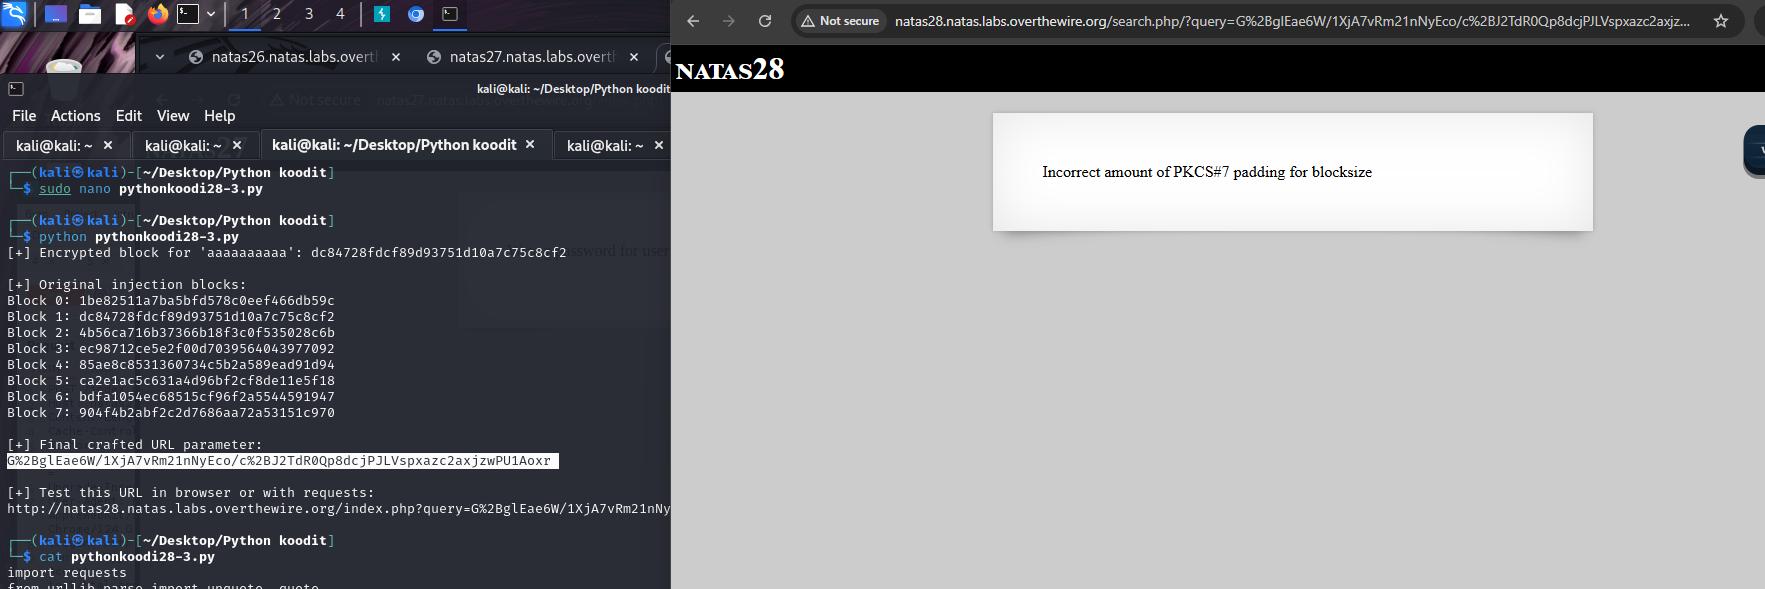 1 2 3 4
natas26.natas.labs.overt ×
natas27.natas.labs.overt ×
kali@kali: ~/Desktop/Python koodit
File Actions Edit View Help
kali@kali: ~ ×
kali@kali: ~ ×
kali@kali: ~/Desktop/Python koodit ×
kali@kali: ~ ×
┌──(kali㉿kali)-[~/Desktop/Python koodit]
└─$ sudo nano pythonkoodi28-3.py
┌──(kali㉿kali)-[~/Desktop/Python koodit]
└─$ python pythonkoodi28-3.py
[+] Encrypted block for 'aaaaaaaaaa': dc84728fdcf89d93751d10a7c75c8cf2
[+] Original injection blocks:
Block 0: 1be82511a7ba5bfd578c0eef466db59c
Block 1: dc84728fdcf89d93751d10a7c75c8cf2
Block 2: 4b56ca716b37366b18f3c0f535028c6b
Block 3: ec98712ce5e2f00d7039564043977092
Block 4: 85ae8c8531360734c5b2a589ead91d94
Block 5: ca2e1ac5c631a4d96bf2cf8de11e5f18
Block 6: bdfa1054ec68515cf96f2a5544591947
Block 7: 904f4b2abf2c2d7686aa72a53151c970
[+] Final crafted URL parameter:
G%2BglEae6W/1XjA7vRm21nNyEco/c%2BJ2TdR0Qp8dcjPJLVspxazc2axjzwPU1Aoxr
[+] Test this URL in browser or with requests:
http://natas28.natas.labs.overthewire.org/index.php?query=G%2BglEae6W/1XjA7vRm21nNy
┌──(kali㉿kali)-[~/Desktop/Python koodit]
└─$ cat pythonkoodi28-3.py
import requests
from urllib.parse import unquote, quote
Not secure natas28.natas.labs.overthewire.org/search.php/?query=G%2BglEae6W/1XjA7vRm21nNyEco/c%2BJ2TdR0Qp8dcjPJLVspxazc2axjz...
NATAS28
Incorrect amount of PKCS#7 padding for blocksize